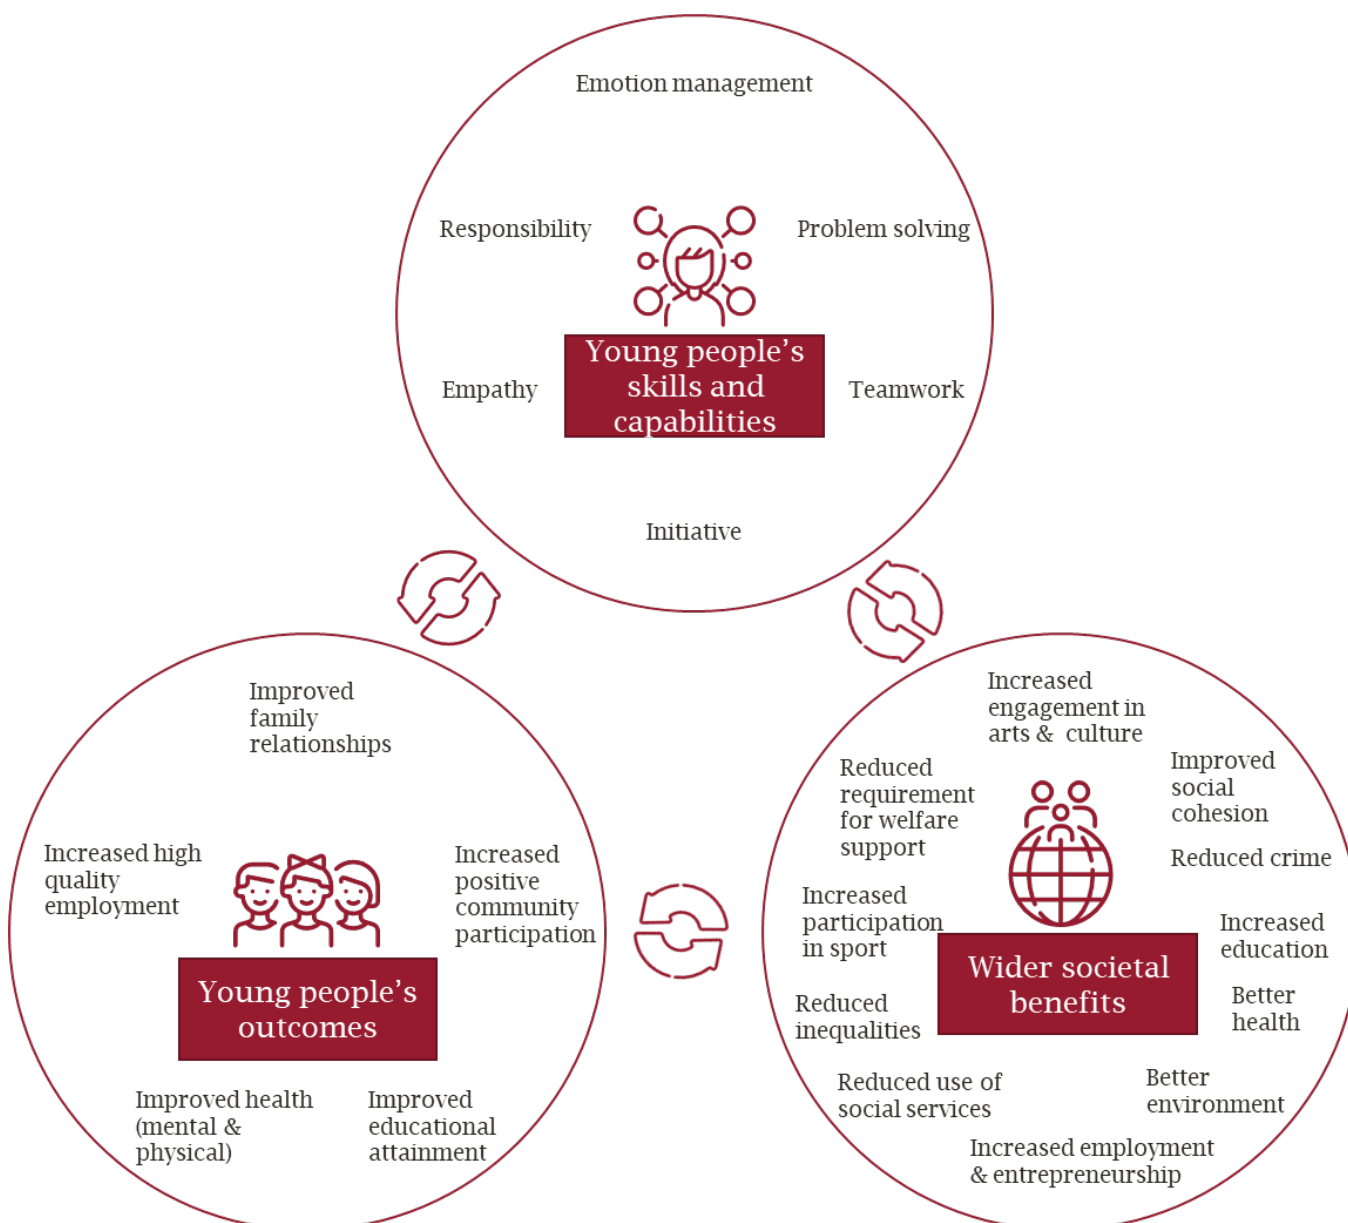 Emotion management
Responsibility
Problem solving
Young people’s
skills and
capabilities
Empathy
Teamwork
Initiative
Improved
family
relationships
Increased high
quality
employment
Increased
positive
community
participation
Young people’s
outcomes
Improved health
(mental &
physical)
Improved
educational
attainment
Increased
engagement in
arts & culture
Reduced
requirement
for welfare
support
Improved
social
cohesion
Reduced crime
Increased
participation
in sport
Increased
education
Wider societal
benefits
Reduced
inequalities
Better
health
Reduced use of
social services
Better
environment
Increased employment
& entrepreneurship